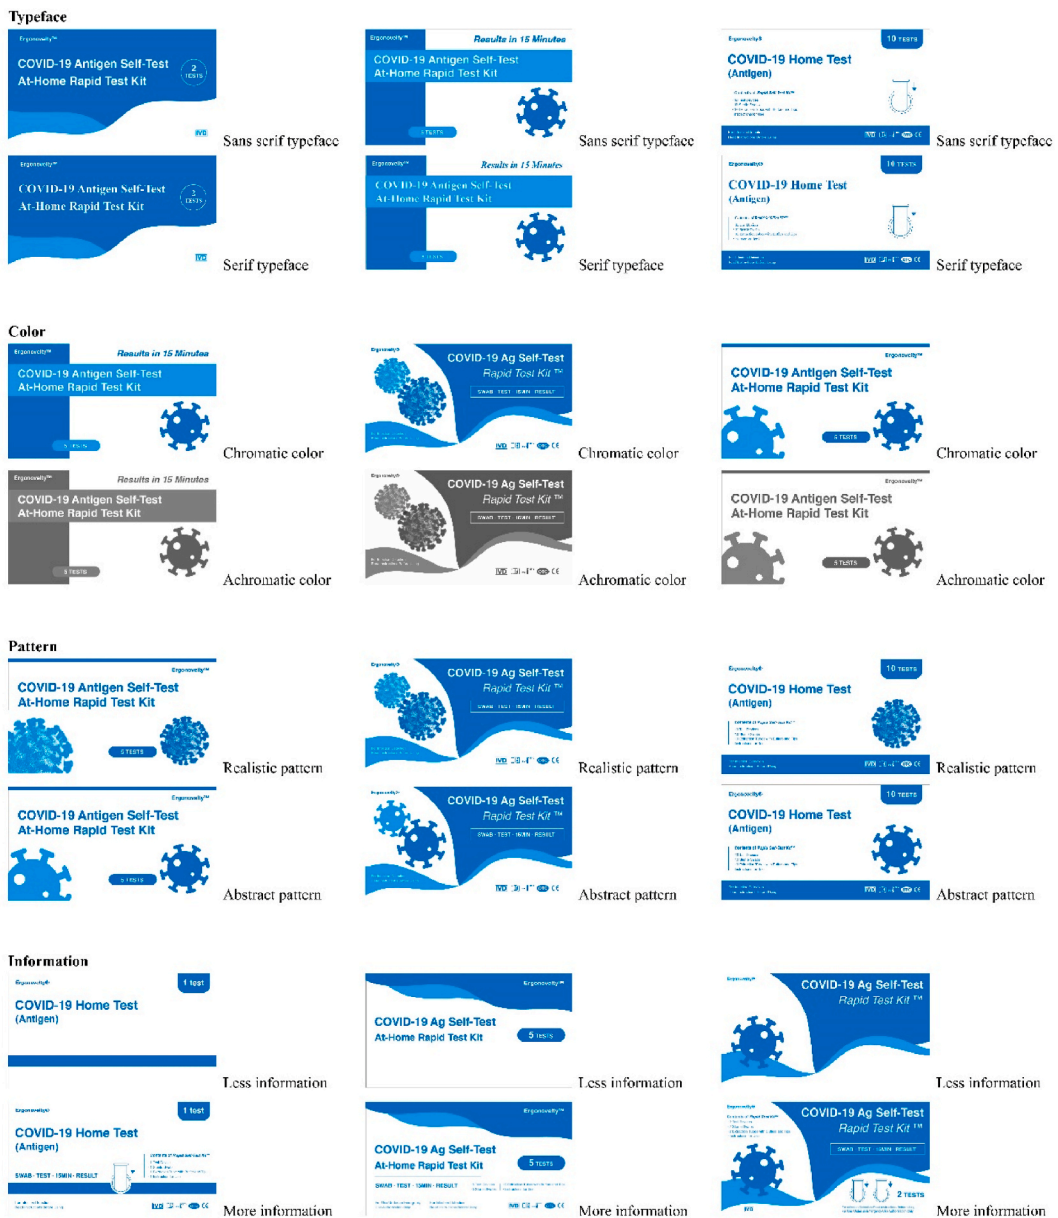 Typeface
Ergonovelty™
COVID-19 Antigen Self-Test
At-Home Rapid Test Kit
2
TESTS
IVD
Sans serif typeface
Ergonovelty™
Results in 15 Minutes
COVID-19 Antigen Self-Test
At-Home Rapid Test Kit
5 TESTS
Sans serif typeface
Ergonovelty®
10 TESTS
COVID-19 Home Test
(Antigen)
IVD
Sans serif typeface
Ergonovelty™
COVID-19 Antigen Self-Test
At-Home Rapid Test Kit
2
TESTS
IVD
Serif typeface
Ergonovelty™
Results in 15 Minutes
COVID-19 Antigen Self-Test
At-Home Rapid Test Kit
5 TESTS
Serif typeface
Ergonovelty®
10 TESTS
COVID-19 Home Test
(Antigen)
IVD
Serif typeface
Color
Ergonovelty™
Results in 15 Minutes
COVID-19 Antigen Self-Test
At-Home Rapid Test Kit
5 TESTS
Chromatic color
Ergonovelty®
COVID-19 Ag Self-Test
Rapid Test Kit ™
SWAB · TEST · 15MIN · RESULT
IVD
Chromatic color
Ergonovelty™
COVID-19 Antigen Self-Test
At-Home Rapid Test Kit
5 TESTS
Chromatic color
Ergonovelty™
Results in 15 Minutes
COVID-19 Antigen Self-Test
At-Home Rapid Test Kit
5 TESTS
Achromatic color
Ergonovelty®
COVID-19 Ag Self-Test
Rapid Test Kit ™
SWAB · TEST · 15MIN · RESULT
IVD
Achromatic color
Ergonovelty™
COVID-19 Antigen Self-Test
At-Home Rapid Test Kit
5 TESTS
Achromatic color
Pattern
Ergonovelty™
COVID-19 Antigen Self-Test
At-Home Rapid Test Kit
5 TESTS
Realistic pattern
Ergonovelty®
COVID-19 Ag Self-Test
Rapid Test Kit ™
SWAB · TEST · 15MIN · RESULT
IVD
Realistic pattern
Ergonovelty®
10 TESTS
COVID-19 Home Test
(Antigen)
IVD
Realistic pattern
Ergonovelty™
COVID-19 Antigen Self-Test
At-Home Rapid Test Kit
5 TESTS
Abstract pattern
Ergonovelty®
COVID-19 Ag Self-Test
Rapid Test Kit ™
SWAB · TEST · 15MIN · RESULT
IVD
Abstract pattern
Ergonovelty®
10 TESTS
COVID-19 Home Test
(Antigen)
IVD
Abstract pattern
Information
Ergonovelty®
1 test
COVID-19 Home Test
(Antigen)
Less information
Ergonovelty™
COVID-19 Ag Self-Test
At-Home Rapid Test Kit
5 TESTS
Less information
Ergonovelty®
COVID-19 Ag Self-Test
Rapid Test Kit ™
Less information
Ergonovelty®
1 test
COVID-19 Home Test
(Antigen)
SWAB · TEST · 15MIN · RESULT
IVD
More information
Ergonovelty™
COVID-19 Ag Self-Test
At-Home Rapid Test Kit
5 TESTS
SWAB · TEST · 15MIN · RESULT
IVD
More information
Ergonovelty®
COVID-19 Ag Self-Test
Rapid Test Kit ™
SWAB · TEST · 15MIN · RESULT
2 TESTS
IVD
More information